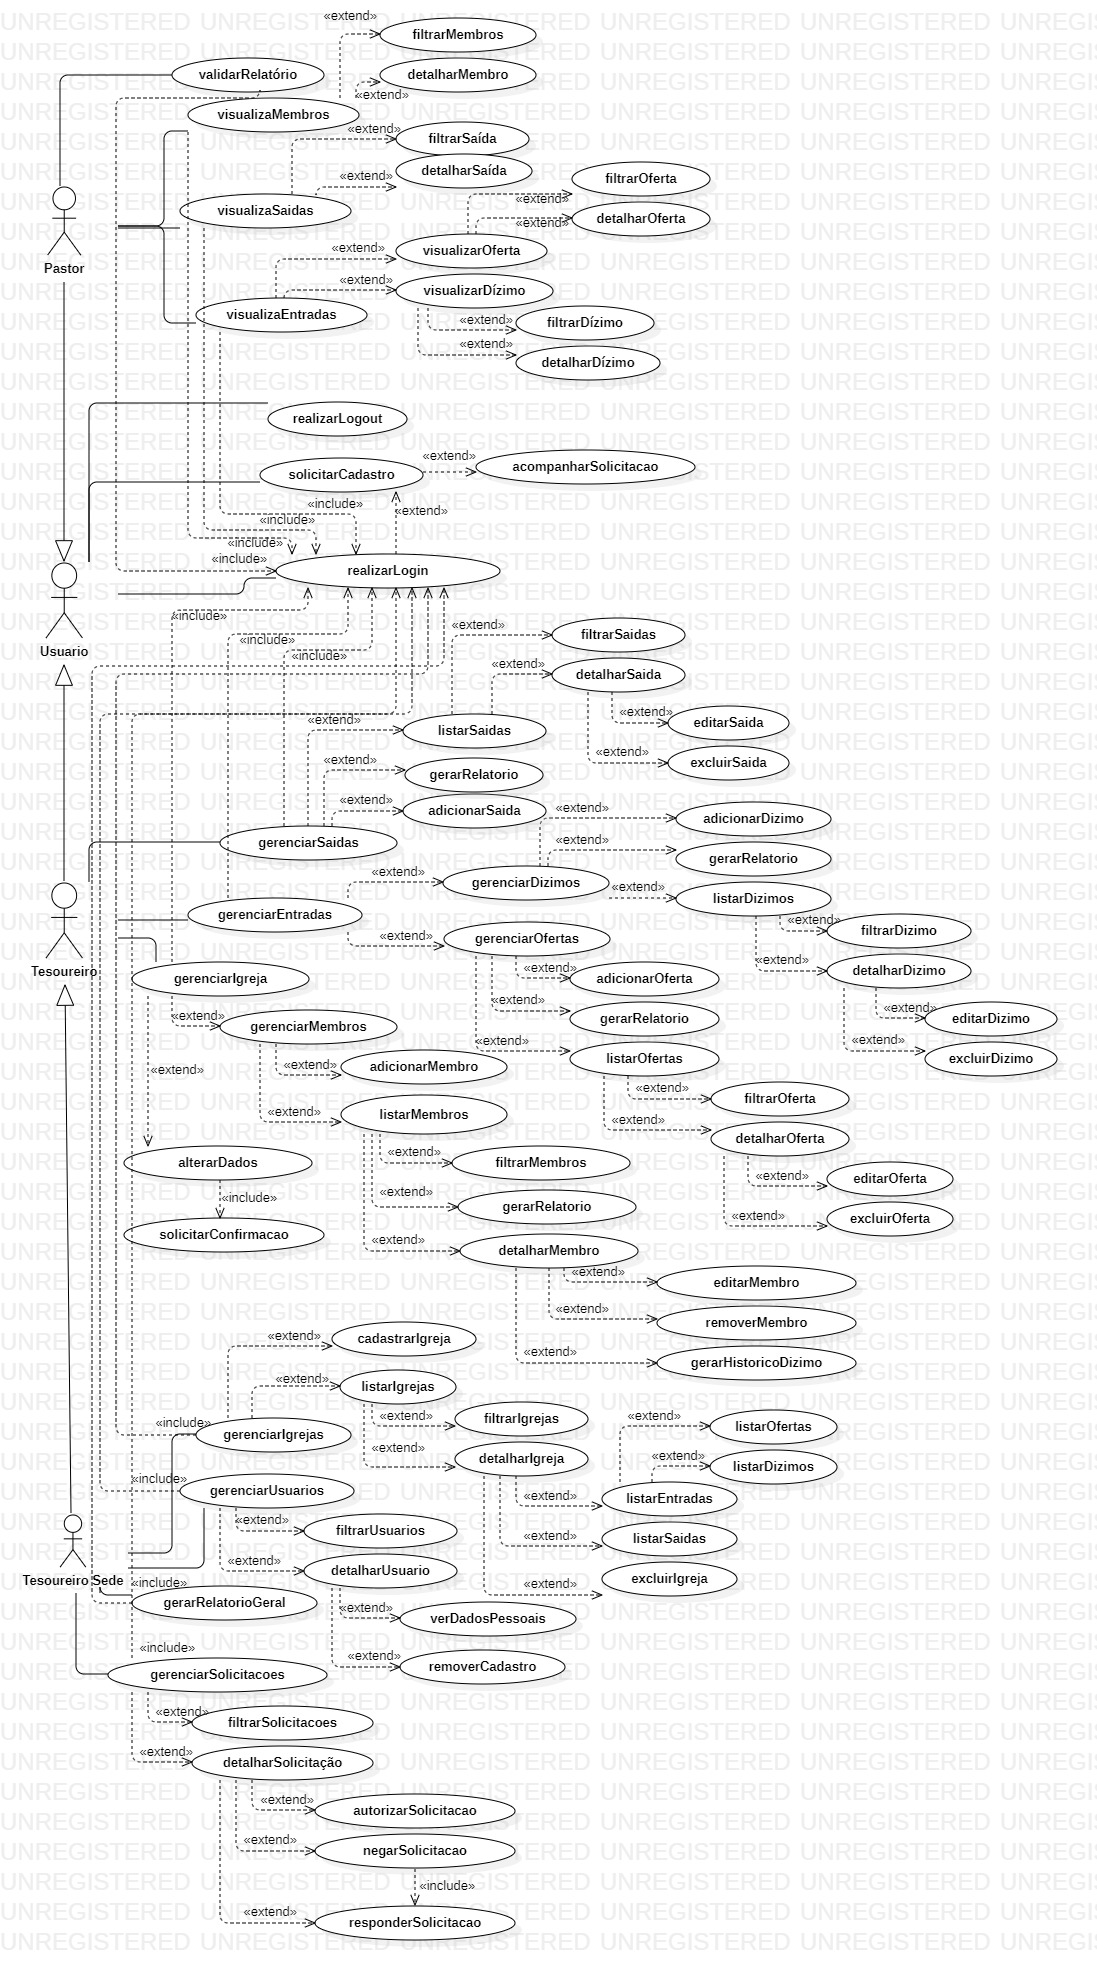 «extend»
filtrarMembros
validarRelatório
detalharMembro
«extend»
visualizaMembros
«extend»
filtrarSaída
detalharSaída
«extend»
filtrarOferta
«extend»
visualizaSaidas
detalharOferta
«extend»
«extend»
visualizarOferta
Pastor
«extend»
visualizarDízimo
visualizaEntradas
«extend»
filtrarDízimo
«extend»
detalharDízimo
realizarLogout
«extend»
solicitarCadastro
acompanharSolicitacao
«include»
«extend»
«include»
«include»
«include»
realizarLogin
«include»
«extend»
filtrarSaidas
«include»
Usuario
«include»
«extend»
detalharSaida
«extend»
«extend»
listarSaidas
editarSaida
«extend»
excluirSaida
«extend»
gerarRelatorio
«extend»
adicionarSaida
«extend»
adicionarDizimo
gerenciarSaidas
«extend»
gerarRelatorio
«extend»
gerenciarDizimos
«extend»
listarDizimos
gerenciarEntradas
«extend»
filtrarDizimo
«extend»
gerenciarOfertas
Tesoureiro
gerenciarIgreja
«extend»
adicionarOferta
«extend»
detalharDizimo
«extend»
gerenciarMembros
«extend»
gerarRelatorio
«extend»
editarDizimo
«extend»
«extend»
adicionarMembro
«extend»
listarOfertas
«extend»
excluirDizimo
«extend»
listarMembros
«extend»
filtrarOferta
«extend»
detalharOferta
alterarDados
«extend»
filtrarMembros
«extend»
editarOferta
«include»
«extend»
gerarRelatorio
«extend»
excluirOferta
solicitarConfirmacao
«extend»
detalharMembro
«extend»
editarMembro
«extend»
removerMembro
«extend»
cadastrarIgreja
«extend»
gerarHistoricoDizimo
«extend»
listarIgrejas
«include»
gerenciarIgrejas
«extend»
filtrarIgrejas
«extend»
listarOfertas
«extend»
detalharIgreja
«extend»
listarDizimos
«include»
gerenciarUsuarios
«extend»
listarEntradas
«extend»
filtrarUsuarios
«extend»
listarSaidas
Tesoureiro Sede
«extend»
detalharUsuario
«extend»
excluirIgreja
«include»
gerarRelatorioGeral
«extend»
verDadosPessoais
«include»
«extend»
removerCadastro
gerenciarSolicitacoes
«extend»
filtrarSolicitacoes
«extend»
detalharSolicitação
«extend»
autorizarSolicitacao
«extend»
negarSolicitacao
«include»
«extend»
responderSolicitacao